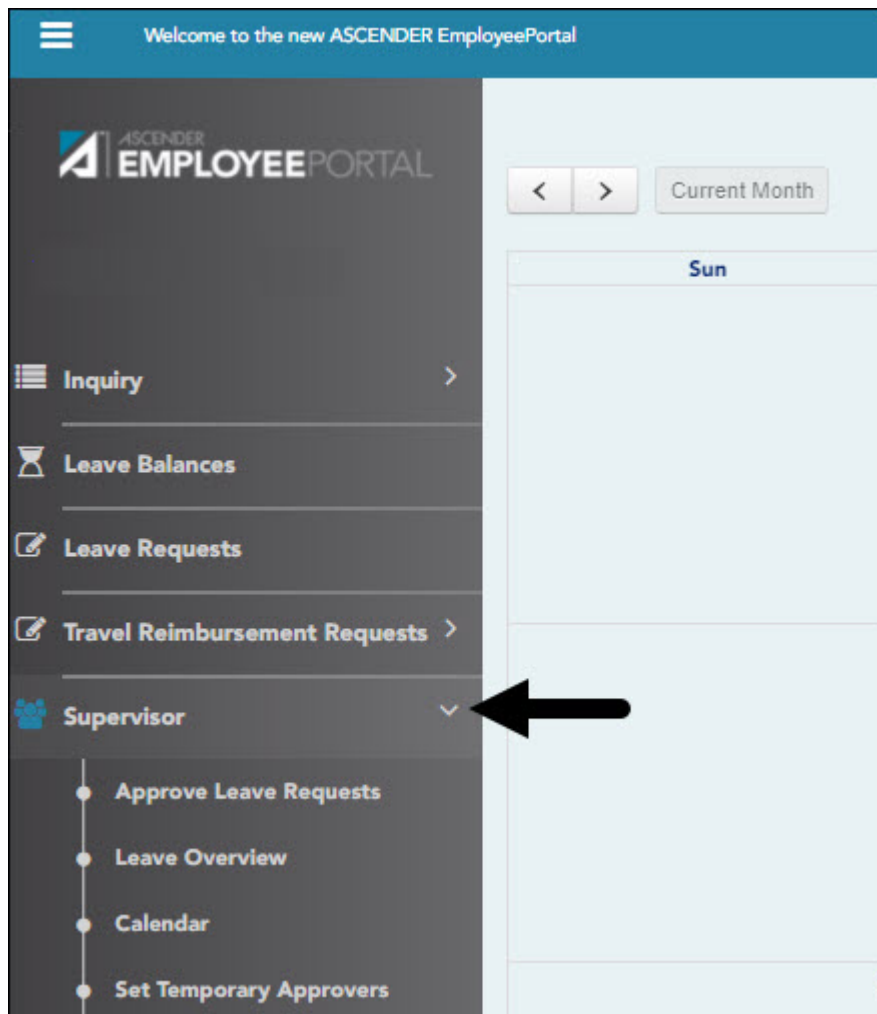 Welcome to the new ASCENDER EmployeePortal
ASCENDER
EMPLOYEEPORTAL
< > Current Month
Sun
Inquiry
Leave Balances
Leave Requests
Travel Reimbursement Requests
Supervisor
Approve Leave Requests
Leave Overview
Calendar
Set Temporary Approvers